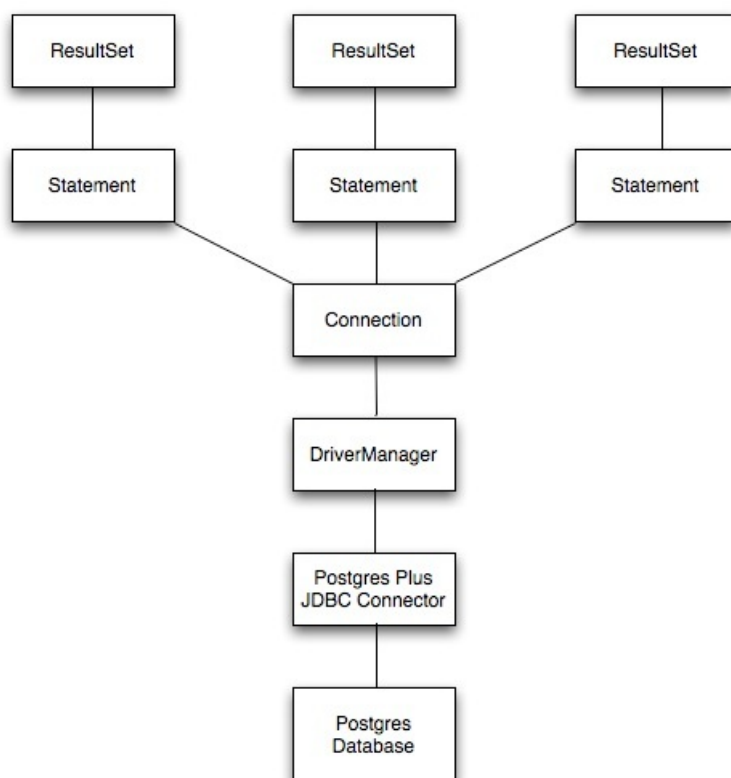 ResultSet
ResultSet
ResultSet
Statement
Statement
Statement
Connection
DriverManager
Postgres Plus
JDBC Connector
Postgres
Database